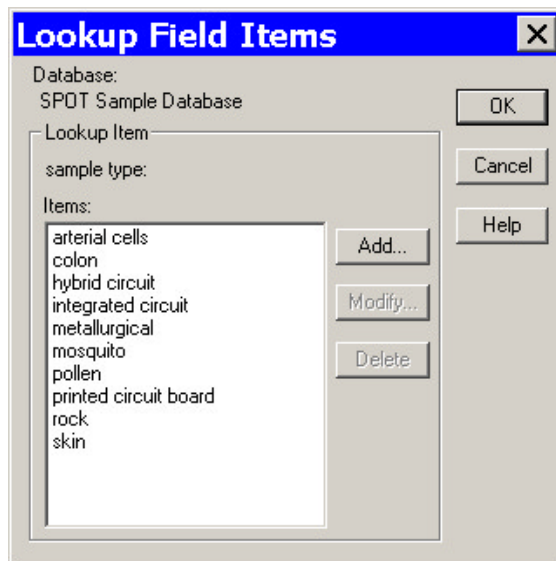 Lookup Field Items
Database:
SPOT Sample Database
OK
Lookup Item
sample type:
Cancel
Items:
Help
arterial cells
colon
hybrid circuit
integrated circuit
metallurgical
mosquito
pollen
printed circuit board
rock
skin
Add...
Modify...
Delete